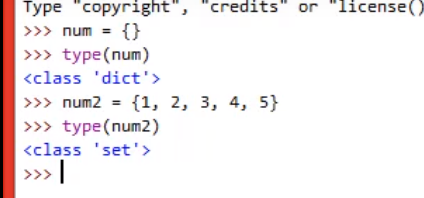 Type "copyright", "credits" or "license()
>>> num = {}
>>> type(num)
<class 'dict'>
>>> num2 = {1, 2, 3, 4, 5}
>>> type(num2)
<class 'set'>
>>>